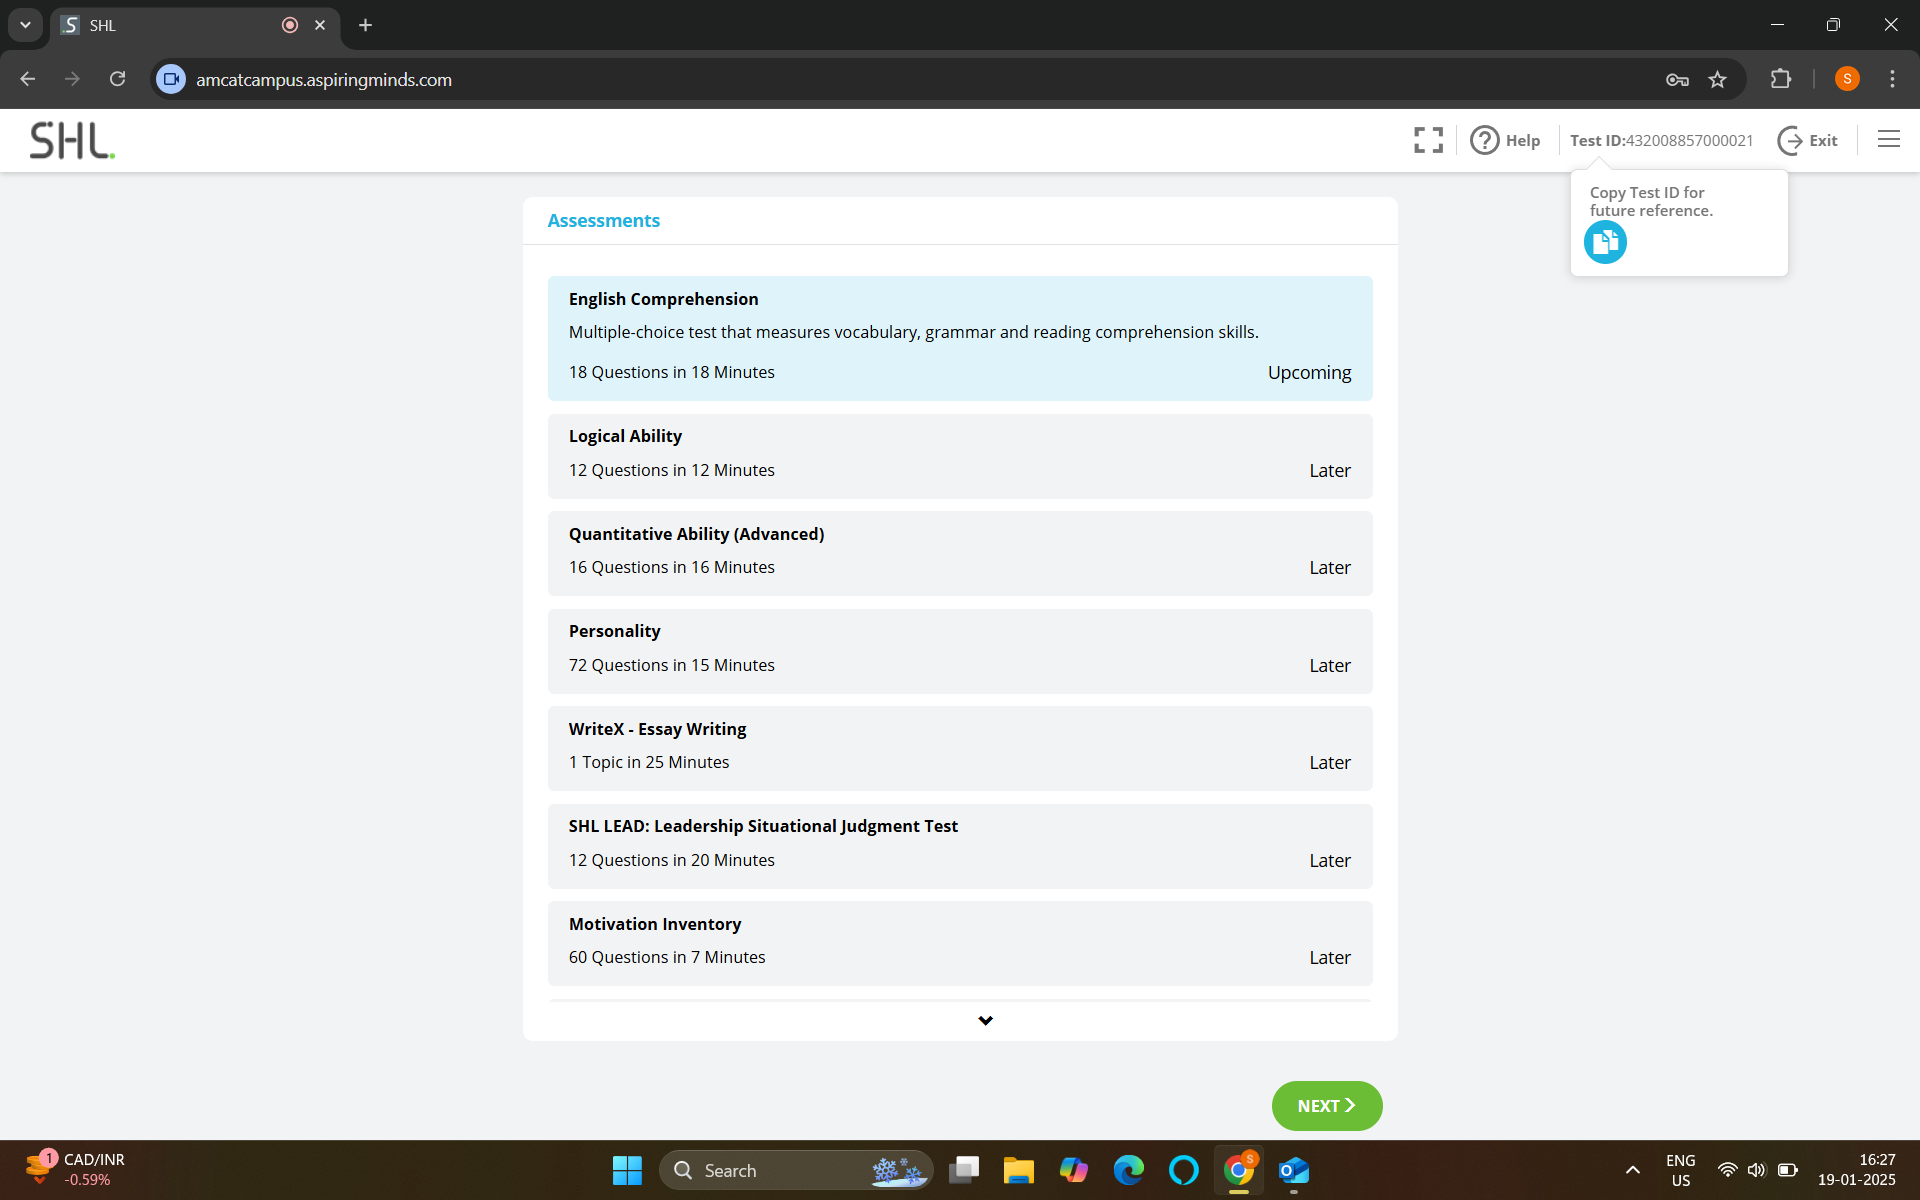 SHL
amcatcampus.aspiringminds.com
S
SHL.
Help
Test ID:432008857000021
Exit
Copy Test ID for
future reference.
Assessments
English Comprehension
Multiple-choice test that measures vocabulary, grammar and reading comprehension skills.
18 Questions in 18 Minutes
Upcoming
Logical Ability
12 Questions in 12 Minutes
Later
Quantitative Ability (Advanced)
16 Questions in 16 Minutes
Later
Personality
72 Questions in 15 Minutes
Later
WriteX - Essay Writing
1 Topic in 25 Minutes
Later
SHL LEAD: Leadership Situational Judgment Test
12 Questions in 20 Minutes
Later
Motivation Inventory
60 Questions in 7 Minutes
Later
NEXT
1
CAD/INR
-0.59%
Search
S
ENG
US
16:27
19-01-2025